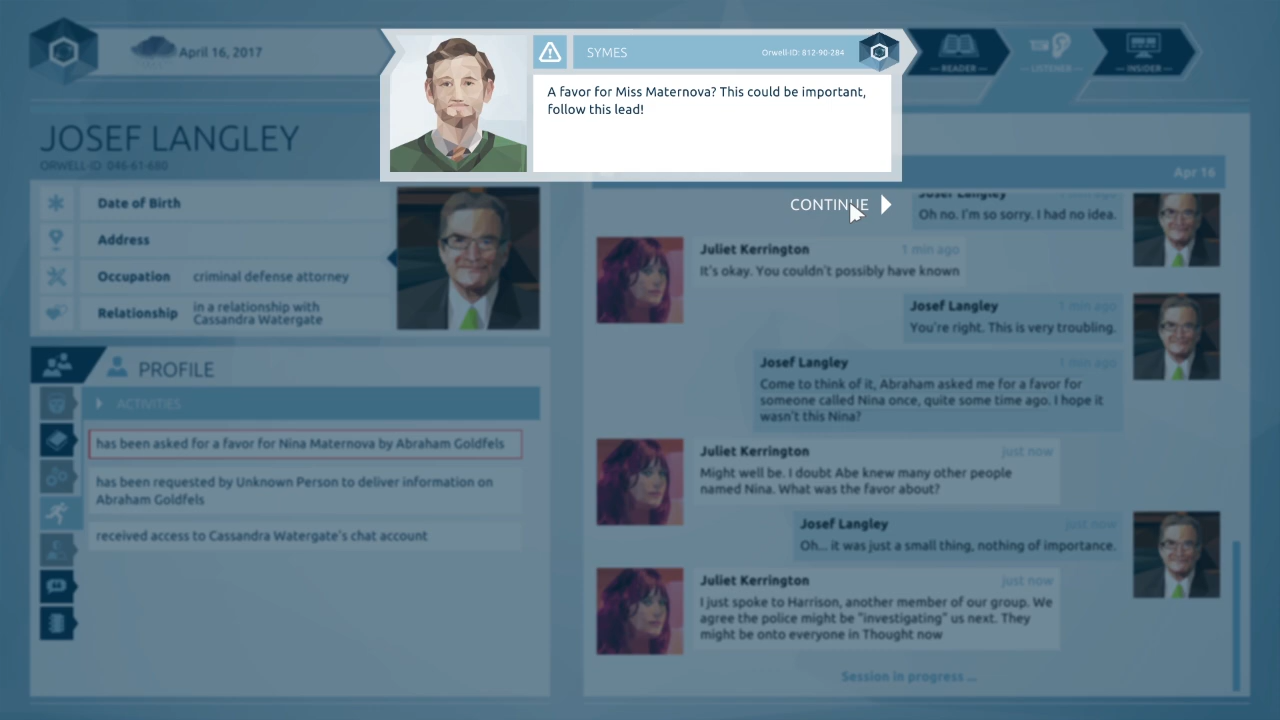 April 16, 2017
SYMES
Orwell-ID: 812-90-284
A favor for Miss Maternova? This could be important,
follow this lead!
CONTINUE
READER
LISTENER
INSIDER
JOSEF LANGLEY
ORWELL-ID: 046-61-680
Date of Birth
Address
Occupation criminal defense attorney
Relationship in a relationship with
Cassandra Watergate
PROFILE
ACTIVITIES
has been asked for a favor for Nina Maternova by Abraham Goldfels
has been requested by Unknown Person to deliver information on
Abraham Goldfels
received access to Cassandra Watergate's chat account
Apr 16
Josef Langley
Oh no. I'm so sorry. I had no idea.
Juliet Kerrington 1 min ago
It's okay. You couldn't possibly have known
Josef Langley 1 min ago
You're right. This is very troubling.
Josef Langley 1 min ago
Come to think of it, Abraham asked me for a favor for
someone called Nina once, quite some time ago. I hope it
wasn't this Nina?
Juliet Kerrington just now
Might well be. I doubt Abe knew many other people
named Nina. What was the favor about?
Josef Langley just now
Oh... it was just a small thing, nothing of importance.
Juliet Kerrington just now
I just spoke to Harrison, another member of our group. We
agree the police might be "investigating" us next. They
might be onto everyone in Thought now
Session in progress ...